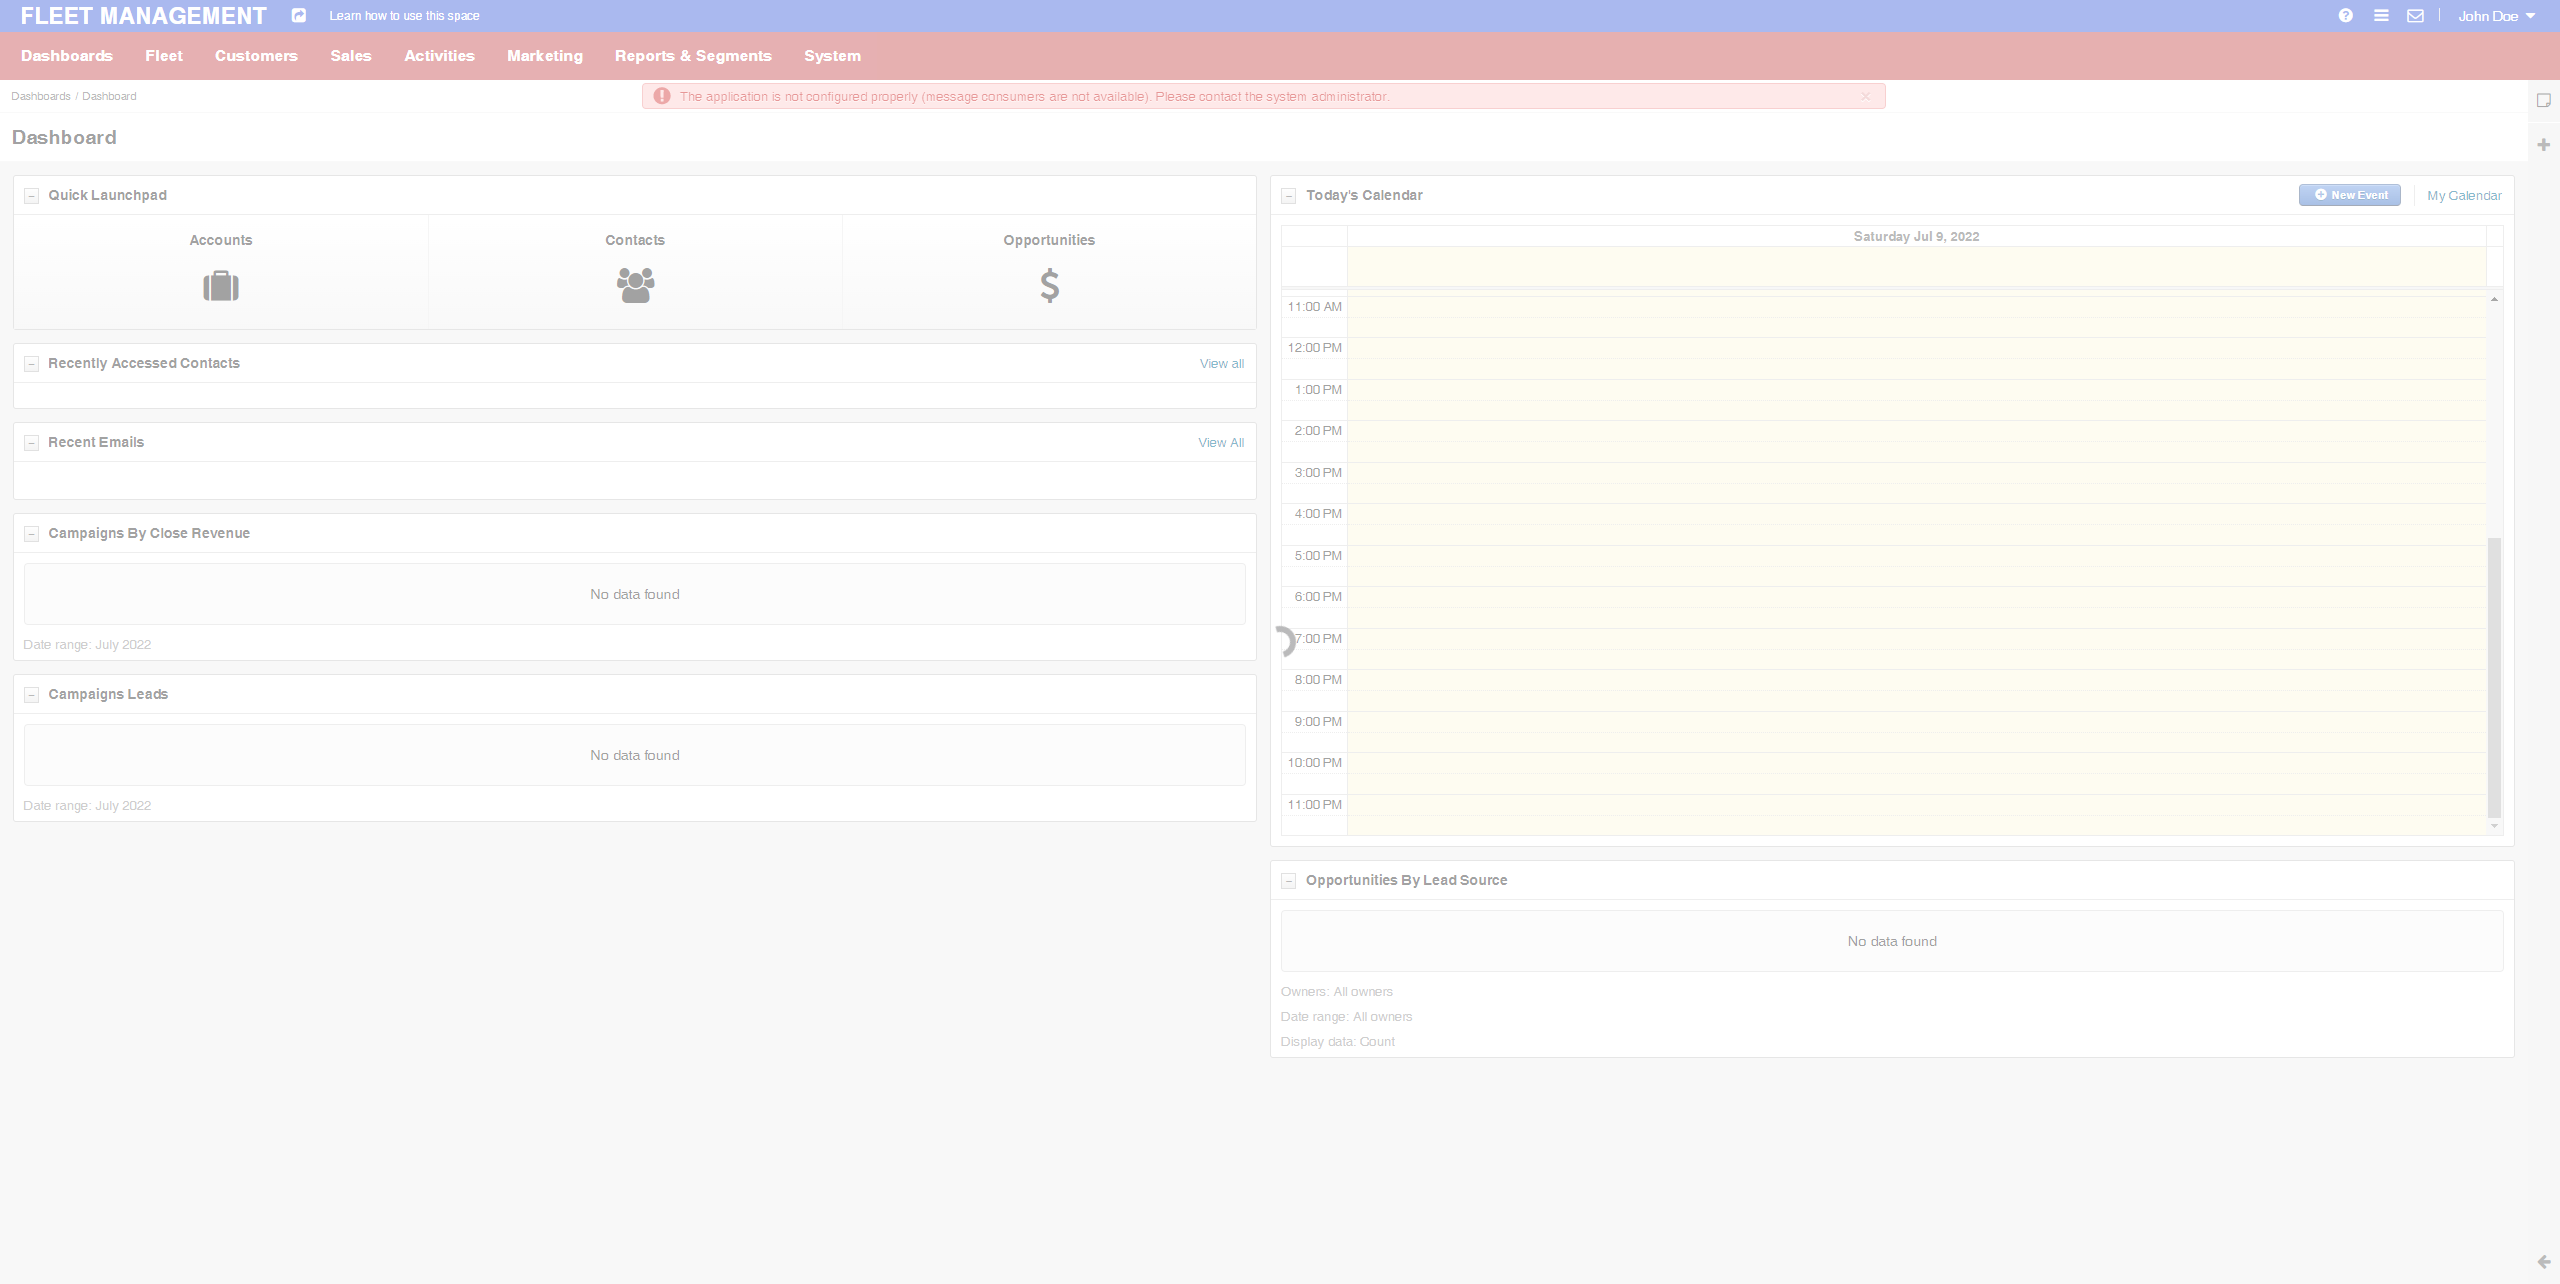 FLEET MANAGEMENT
Learn how to use this space
John Doe
Dashboards Fleet Customers Sales Activities Marketing Reports & Segments System
Dashboards / Dashboard
The application is not configured properly (message consumers are not available). Please contact the system administrator.
Dashboard
Quick Launchpad
Accounts
Contacts
Opportunities
Recently Accessed Contacts
View all
Recent Emails
View All
Campaigns By Close Revenue
No data found
Date range: July 2022
Campaigns Leads
No data found
Date range: July 2022
Today's Calendar
New Event
My Calendar
Saturday Jul 9, 2022
11:00 AM
12:00 PM
1:00 PM
2:00 PM
3:00 PM
4:00 PM
5:00 PM
6:00 PM
7:00 PM
8:00 PM
9:00 PM
10:00 PM
11:00 PM
Opportunities By Lead Source
No data found
Owners: All owners
Date range: All owners
Display data: Count